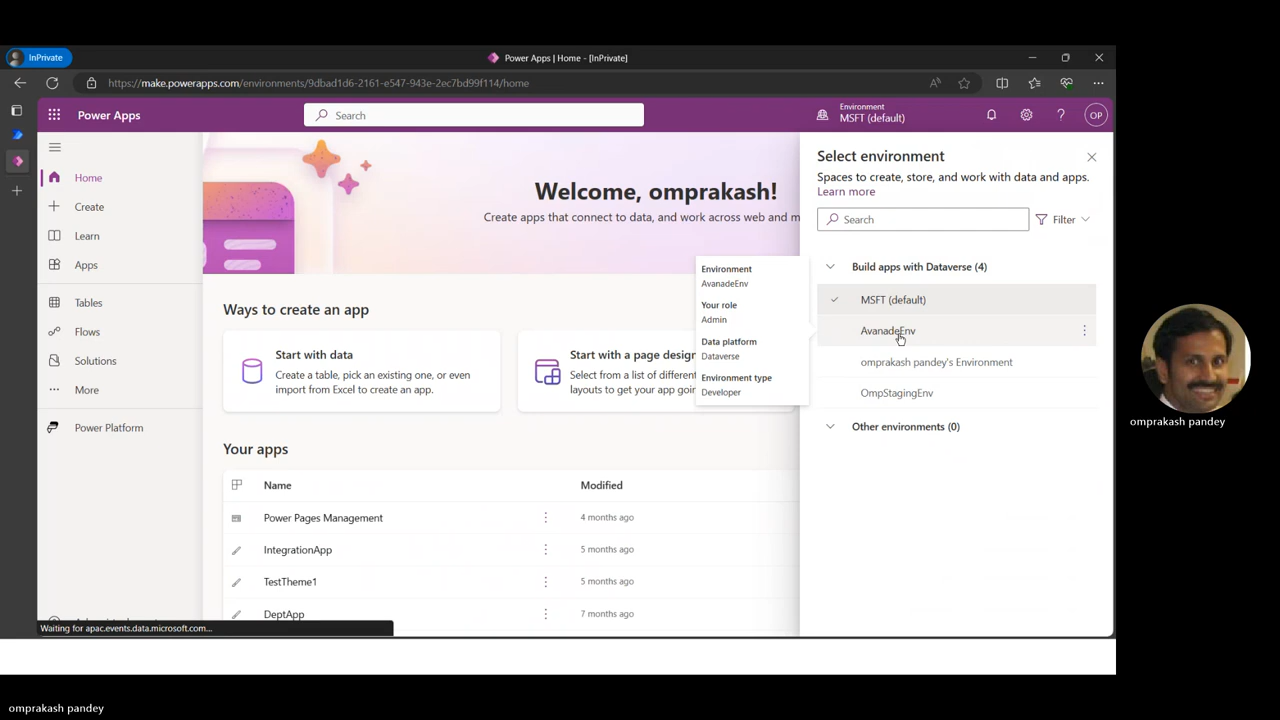 InPrivate
Power Apps | Home - [InPrivate]
https://make.powerapps.com/environments/9dbad1d6-2161-e547-943e-2ec7bd99f114/home
Power Apps
Search
Environment
MSFT (default)
OP
Home
Create
Learn
Apps
Tables
Flows
Solutions
More
Power Platform
Welcome, omprakash!
Create apps that connect to data, and work across web and m
Ways to create an app
Start with data
Create a table, pick an existing one, or even
import from Excel to create an app.
Start with a page desig
Select from a list of different
layouts to get your app goin
Your apps
Name
Modified
Power Pages Management
4 months ago
IntegrationApp
5 months ago
TestTheme1
5 months ago
DeptApp
7 months ago
Waiting for apac.events.data.microsoft.com...
Environment
AvanadeEnv
Your role
Admin
Data platform
Dataverse
Environment type
Developer
Select environment
Spaces to create, store, and work with data and apps.
Learn more
Search
Filter
Build apps with Dataverse (4)
MSFT (default)
AvanadeEnv
omprakash pandey's Environment
OmpStagingEnv
Other environments (0)
omprakash pandey
omprakash pandey